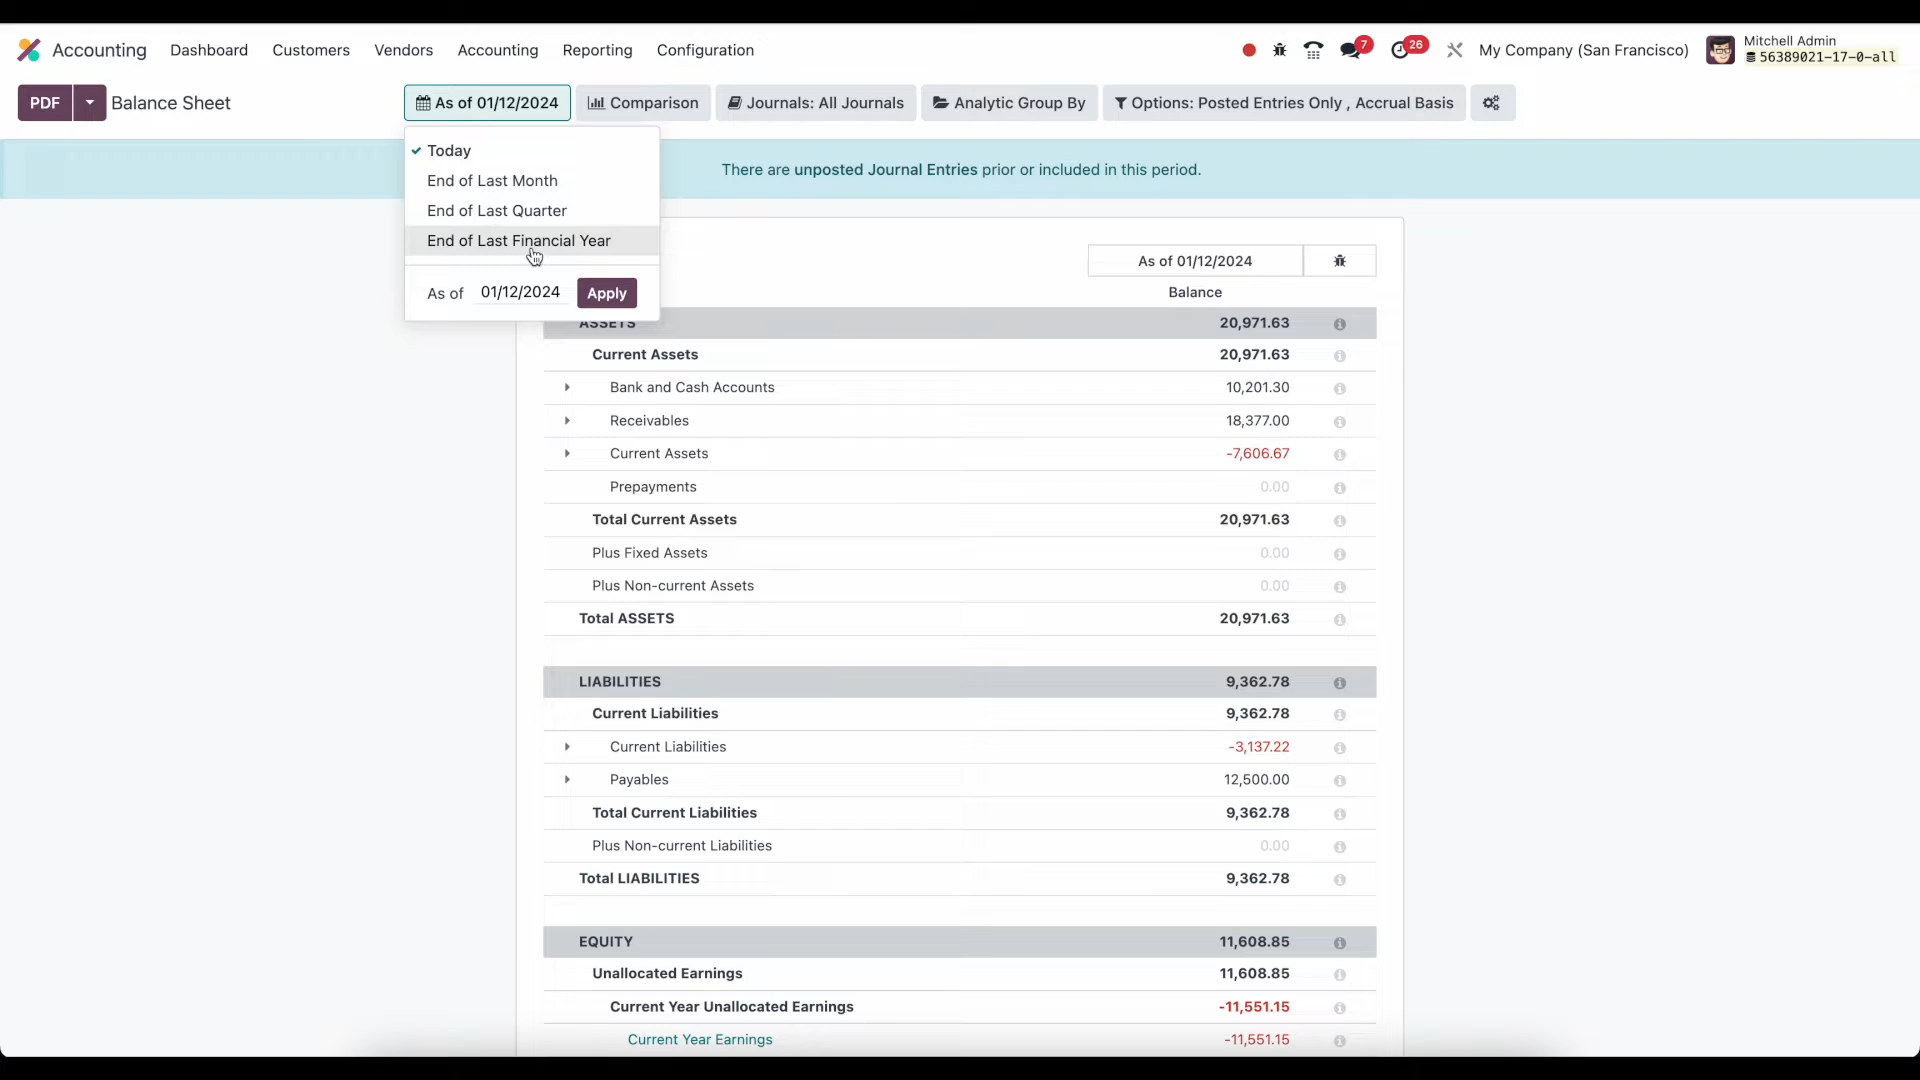 Accounting Dashboard Customers Vendors Accounting Reporting Configuration 7 26 My Company (San Francisco) Mitchell Admin
56389021-17-0-all
PDF Balance Sheet As of 01/12/2024 Comparison Journals: All Journals Analytic Group By Options: Posted Entries Only , Accrual Basis
Today
There are unposted Journal Entries prior or included in this period.
End of Last Month
End of Last Quarter
End of Last Financial Year
As of 01/12/2024 Apply
As of 01/12/2024
Balance
ASSETS 20,971.63
Current Assets 20,971.63
Bank and Cash Accounts 10,201.30
Receivables 18,377.00
Current Assets -7,606.67
Prepayments 0.00
Total Current Assets 20,971.63
Plus Fixed Assets 0.00
Plus Non-current Assets 0.00
Total ASSETS 20,971.63
LIABILITIES 9,362.78
Current Liabilities 9,362.78
Current Liabilities -3,137.22
Payables 12,500.00
Total Current Liabilities 9,362.78
Plus Non-current Liabilities 0.00
Total LIABILITIES 9,362.78
EQUITY 11,608.85
Unallocated Earnings 11,608.85
Current Year Unallocated Earnings -11,551.15
Current Year Earnings -11,551.15